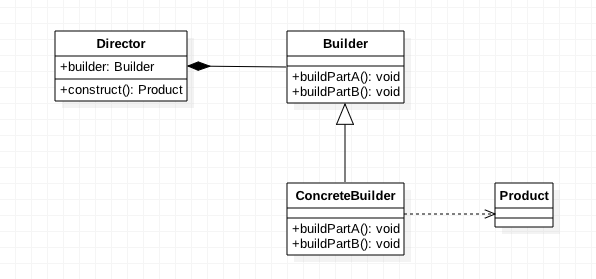 Director
+builder: Builder
+construct(): Product
Builder
+buildPartA(): void
+buildPartB(): void
ConcreteBuilder
+buildPartA(): void
+buildPartB(): void
Product